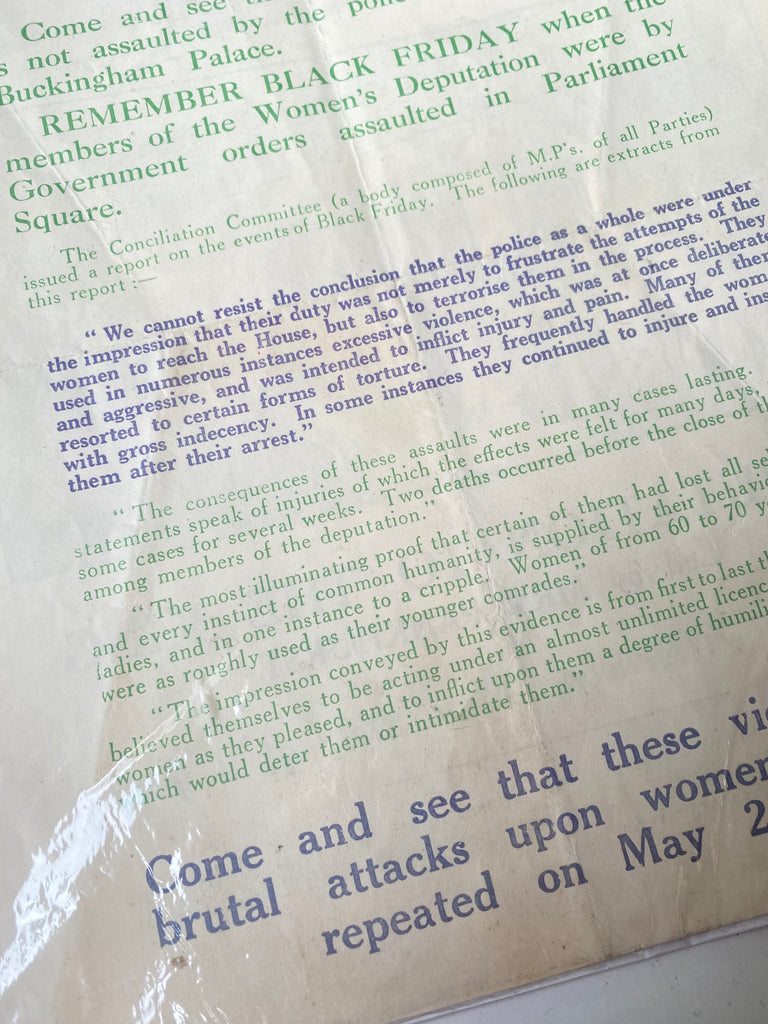 Come and see
not assaulted by the
Buckingham Palace.
REMEMBER BLACK FRIDAY when the
members of the Women's Deputation were by
Government orders assaulted in Parliament
Square.
The Conciliation Committee (a body composed of M.P's. of all Parties)
issued a report on the events of Black Friday. The following are extracts from
this report :—
“ We cannot resist the conclusion that the police as a whole were under
the impression that their duty was not merely to frustrate the attempts of the
women to reach the House, but also to terrorise them in the process. They
used in numerous instances excessive violence, which was at once deliberate
and aggressive, and was intended to inflict injury and pain. Many of them
resorted to certain forms of torture. They frequently handled the
with gross indecency. In some instances they continued to injure and
them after their arrest.”
“ The consequences of these assaults were in many cases lasting.
statements speak of injuries of which the effects were felt for many days,
some cases for several weeks. Two deaths occurred before the close of
among members of the deputation.”
“ The most illuminating proof that certain of them had lost all
and every instinct of common humanity, is supplied by their
ladies, and in one instance to a cripple. Women of from 60 to 70
were as roughly used as their younger comrades.”
“ The impression conveyed by this evidence is from first to last
believed themselves to be acting under an almost unlimited
women as they pleased, and to inflict upon them a degree of
which would deter them or intimidate them.”
Come and see that these
brutal attacks upon women
repeated on May